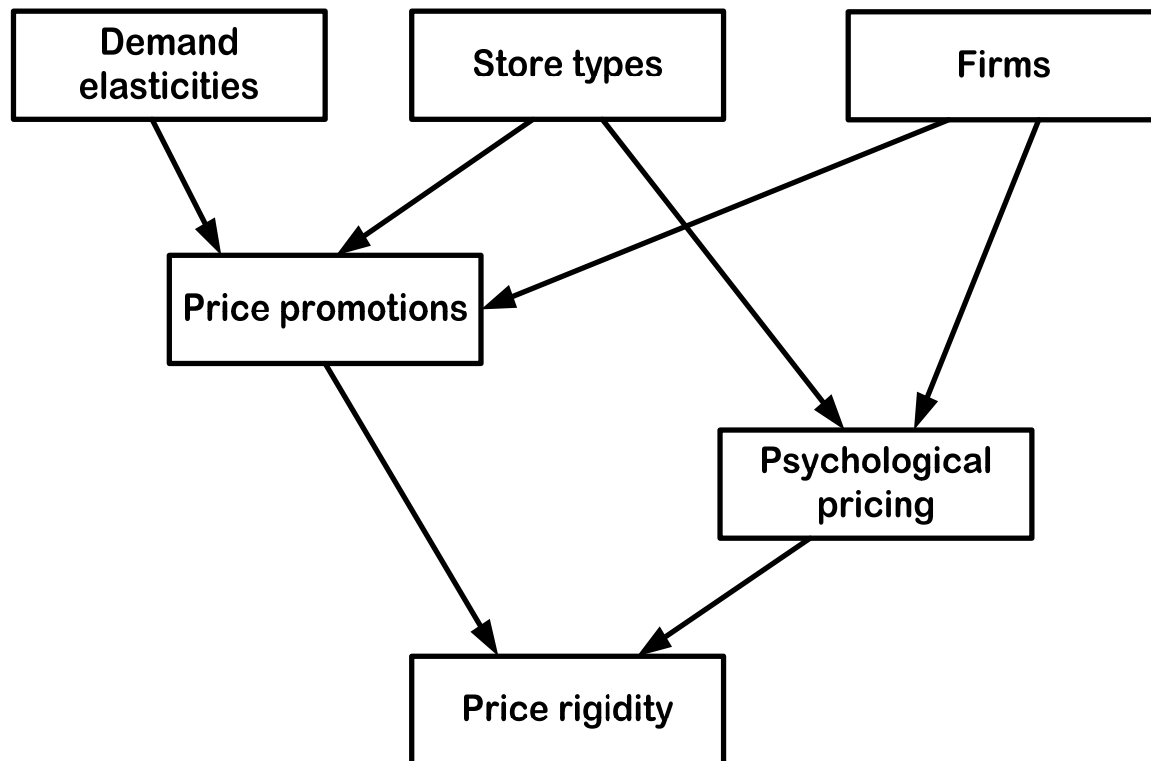 Demand
elasticities
Store types
Firms
Price promotions
Psychological
pricing
Price rigidity